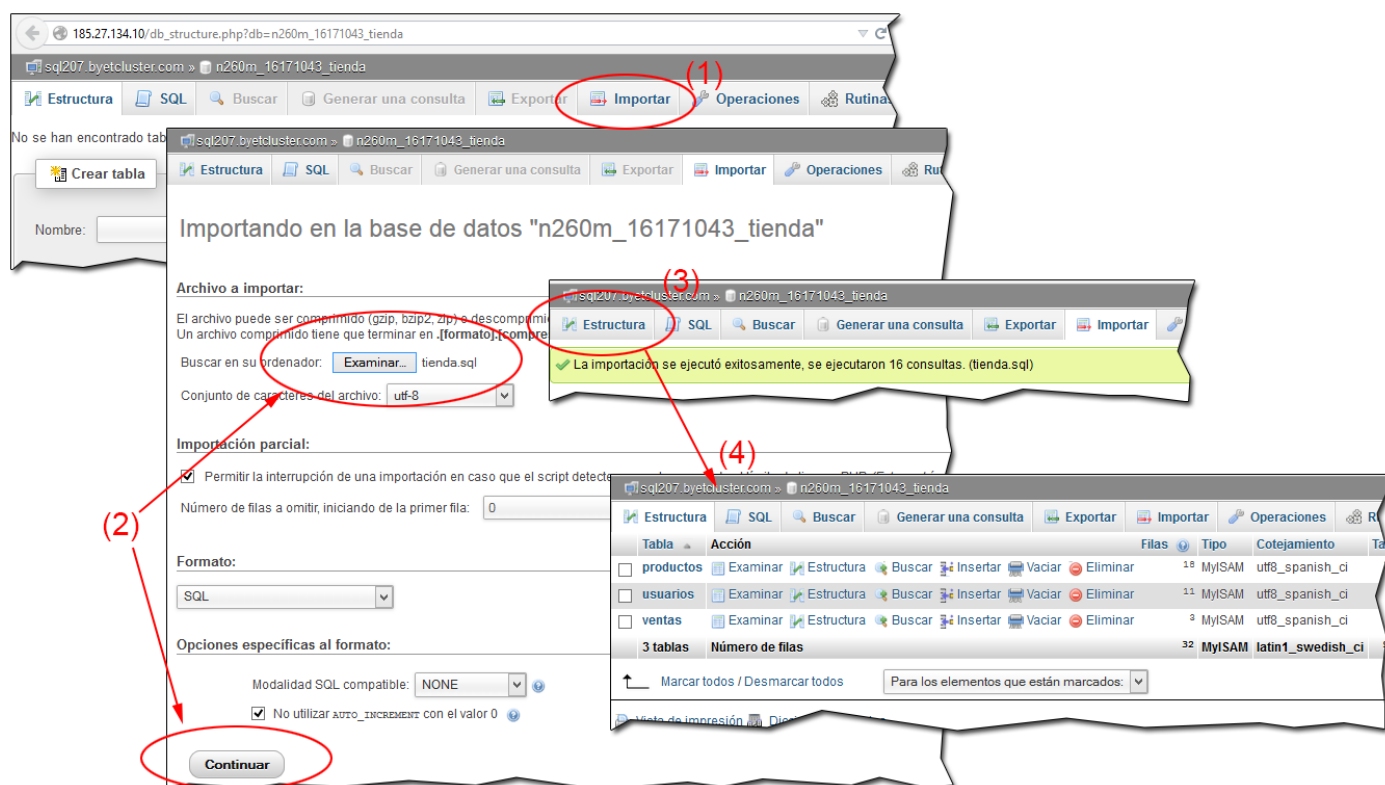 185.27.134.10/db_structure.php?db=n260m_16171043_tienda
sql207.byetcluster.com » n260m_16171043_tienda
(1)
Estructura SQL Buscar Generar una consulta Exportar Importar Operaciones Rutinas
No se han encontrado tab
Crear tabla
Nombre:
sql207.byetcluster.com » n260m_16171043_tienda
Estructura SQL Buscar Generar una consulta Exportar Importar Operaciones Ru
Importando en la base de datos "n260m_16171043_tienda"
Archivo a importar:
El archivo puede ser comprimido (gzip, bzip2, zip) o descomprimi
Un archivo comprimido tiene que terminar en .[formato].[compre
Buscar en su ordenador: Examinar... tienda.sql
Conjunto de caracteres del archivo: utf-8
(2)
Importación parcial:
Permitir la interrupción de una importación en caso que el script detecte
Número de filas a omitir, iniciando de la primer fila: 0
Formato:
SQL
Opciones específicas al formato:
Modalidad SQL compatible: NONE
No utilizar AUTO_INCREMENT con el valor 0
Continuar
(3)
sql207.byetcluster.com » n260m_16171043_tienda
Estructura SQL Buscar Generar una consulta Exportar Importar
La importación se ejecutó exitosamente, se ejecutaron 16 consultas. (tienda.sql)
(4)
sql207.byetcluster.com » n260m_16171043_tienda
Estructura SQL Buscar Generar una consulta Exportar Importar Operaciones R
Tabla Acción Filas Tipo Cotejamiento Ta
productos Examinar Estructura Buscar Insertar Vaciar Eliminar 18 MyISAM utf8_spanish_ci
usuarios Examinar Estructura Buscar Insertar Vaciar Eliminar 11 MyISAM utf8_spanish_ci
ventas Examinar Estructura Buscar Insertar Vaciar Eliminar 3 MyISAM utf8_spanish_ci
3 tablas Número de filas 32 MyISAM latin1_swedish_ci
Marcar todos / Desmarcar todos Para los elementos que están marcados:
Vista de impresión